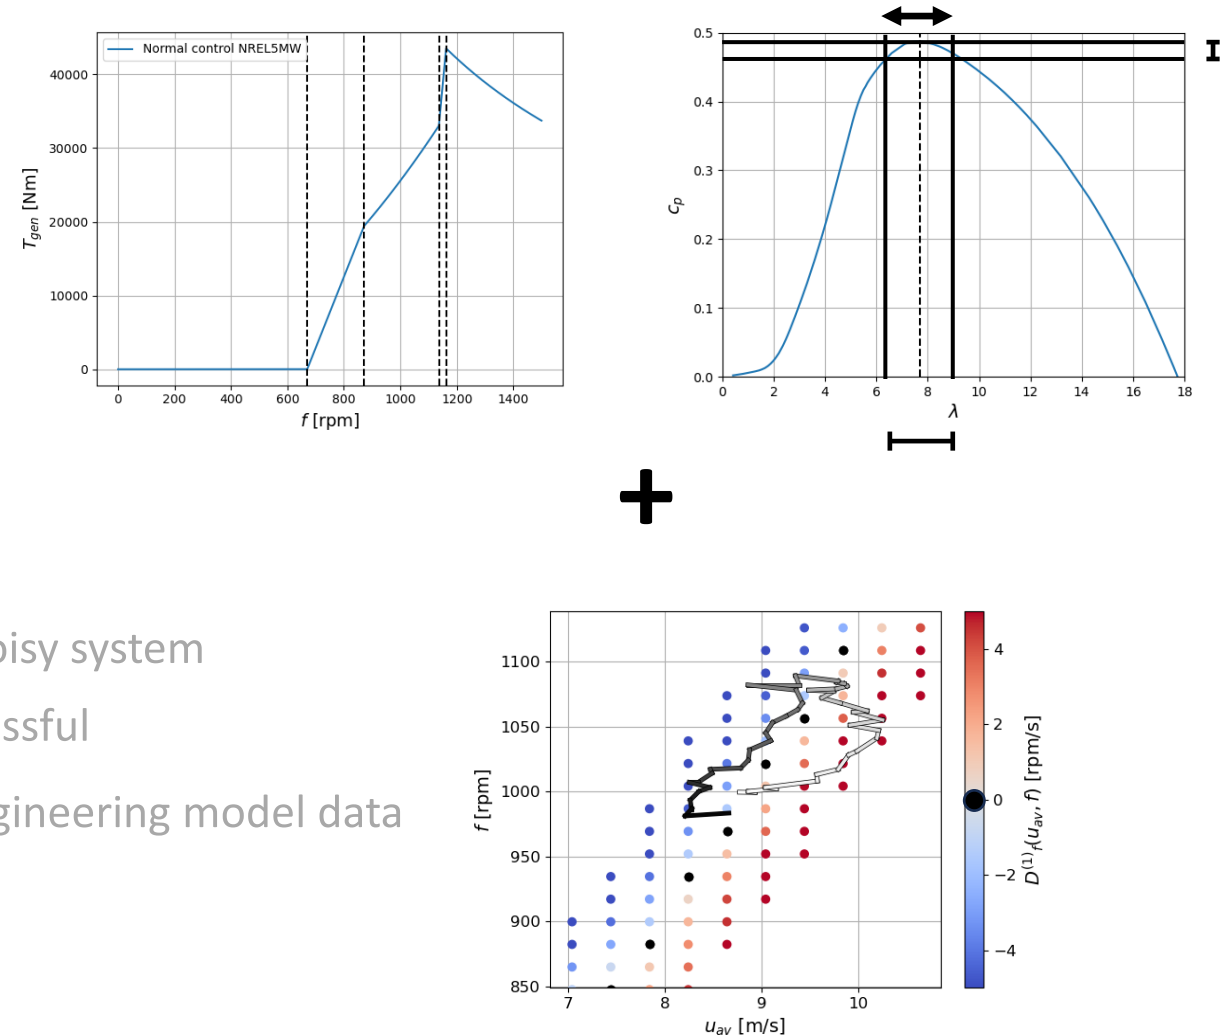 Normal control NREL5MW
40000
30000
20000
10000
0
T_gen [Nm]
0 200 400 600 800 1000 1200 1400
f [rpm]
0.5
0.4
0.3
0.2
0.1
0.0
c_p
0 2 4 6 8 10 12 14 16 18
λ
+
oisy system
ssful
gineering model data
1100
1050
1000
950
900
850
f [rpm]
7 8 9 10
u_av [m/s]
4
2
0
−2
−4
D^(1)_f(u_av, f) [rpm/s]